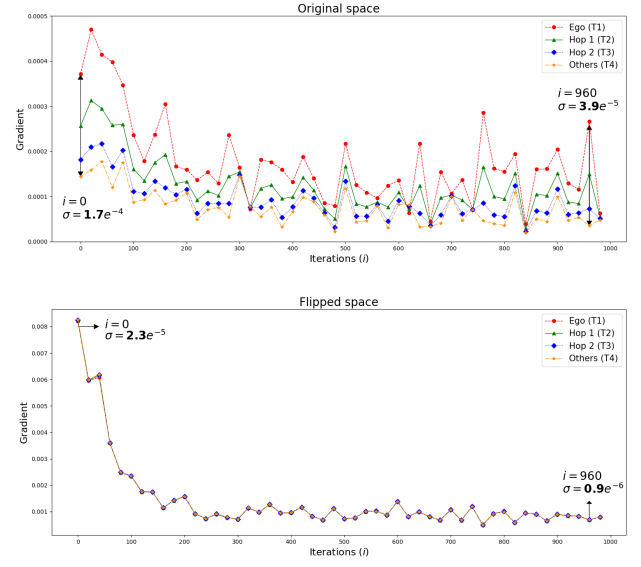 Original space
0.0005
0.0004
0.0003
0.0002
0.0001
0.0000
Gradient
Ego (T1)
Hop 1 (T2)
Hop 2 (T3)
Others (T4)
i = 0
σ = 1.7e⁻⁴
i = 960
σ = 3.9e⁻⁵
0 100 200 300 400 500 600 700 800 900 1000
Iterations (i)
Flipped space
0.008
0.007
0.006
0.005
0.004
0.003
0.002
0.001
Gradient
i = 0
σ = 2.3e⁻⁵
Ego (T1)
Hop 1 (T2)
Hop 2 (T3)
Others (T4)
i = 960
σ = 0.9e⁻⁶
0 100 200 300 400 500 600 700 800 900 1000
Iterations (i)